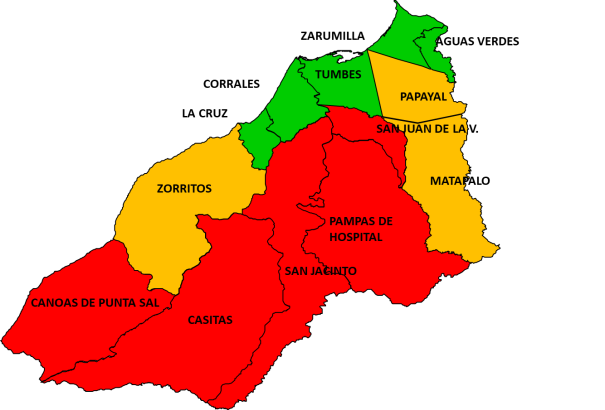 ZARUMILLA
AGUAS VERDES
TUMBES
CORRALES
PAPAYAL
LA CRUZ
SAN JUAN DE LA V.
MATAPALO
ZORRITOS
PAMPAS DE
HOSPITAL
SAN JACINTO
CANOAS DE PUNTA SAL
CASITAS